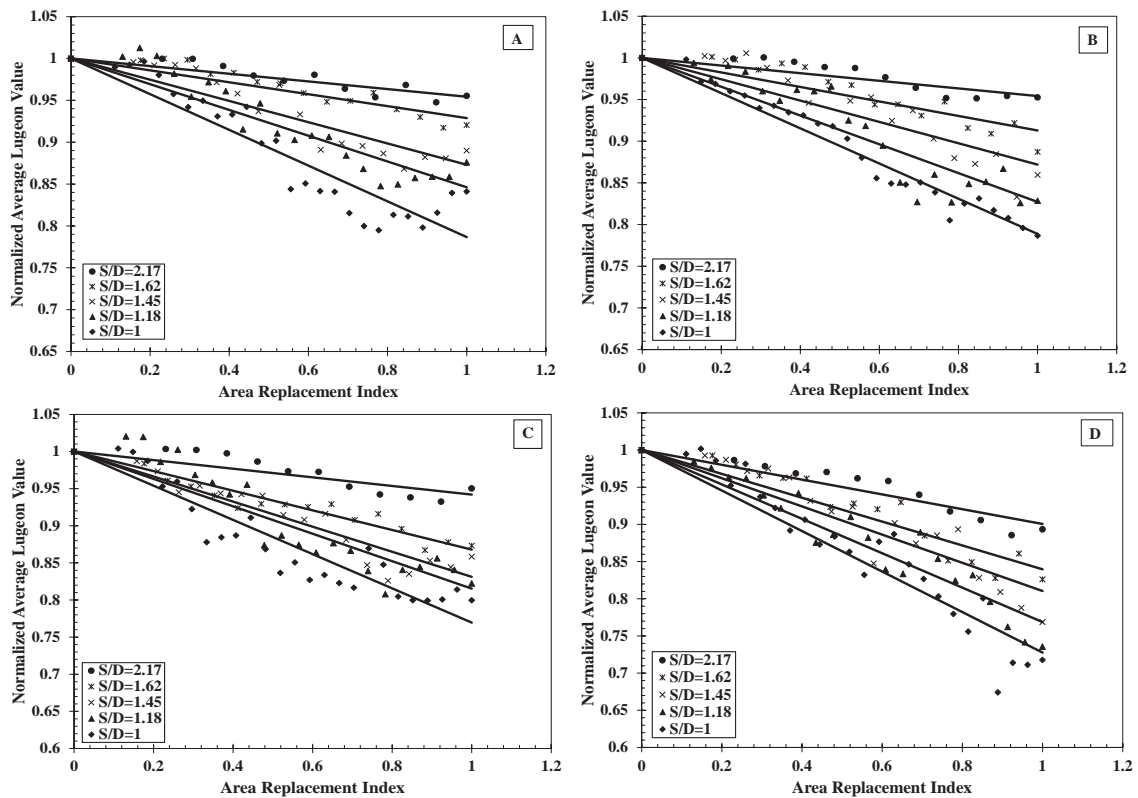 1.05
A
1
0.95
0.9
0.85
0.8
0.75
0.7
0.65
0
0.2
0.4
0.6
0.8
1
1.2
Normalized Average Lugeon Value
Area Replacement Index
S/D=2.17
S/D=1.62
S/D=1.45
S/D=1.18
S/D=1
1.05
B
1
0.95
0.9
0.85
0.8
0.75
0.7
0.65
0
0.2
0.4
0.6
0.8
1
1.2
Normalized Average Lugeon Value
Area Replacement Index
S/D=2.17
S/D=1.62
S/D=1.45
S/D=1.18
S/D=1
1.05
C
1
0.95
0.9
0.85
0.8
0.75
0.7
0.65
0.6
0
0.2
0.4
0.6
0.8
1
1.2
Normalized Average Lugeon Value
Area Replacement Index
S/D=2.17
S/D=1.62
S/D=1.45
S/D=1.18
S/D=1
1.05
D
1
0.95
0.9
0.85
0.8
0.75
0.7
0.65
0.6
0
0.2
0.4
0.6
0.8
1
1.2
Normalized Average Lugeon Value
Area Replacement Index
S/D=2.17
S/D=1.62
S/D=1.45
S/D=1.18
S/D=1